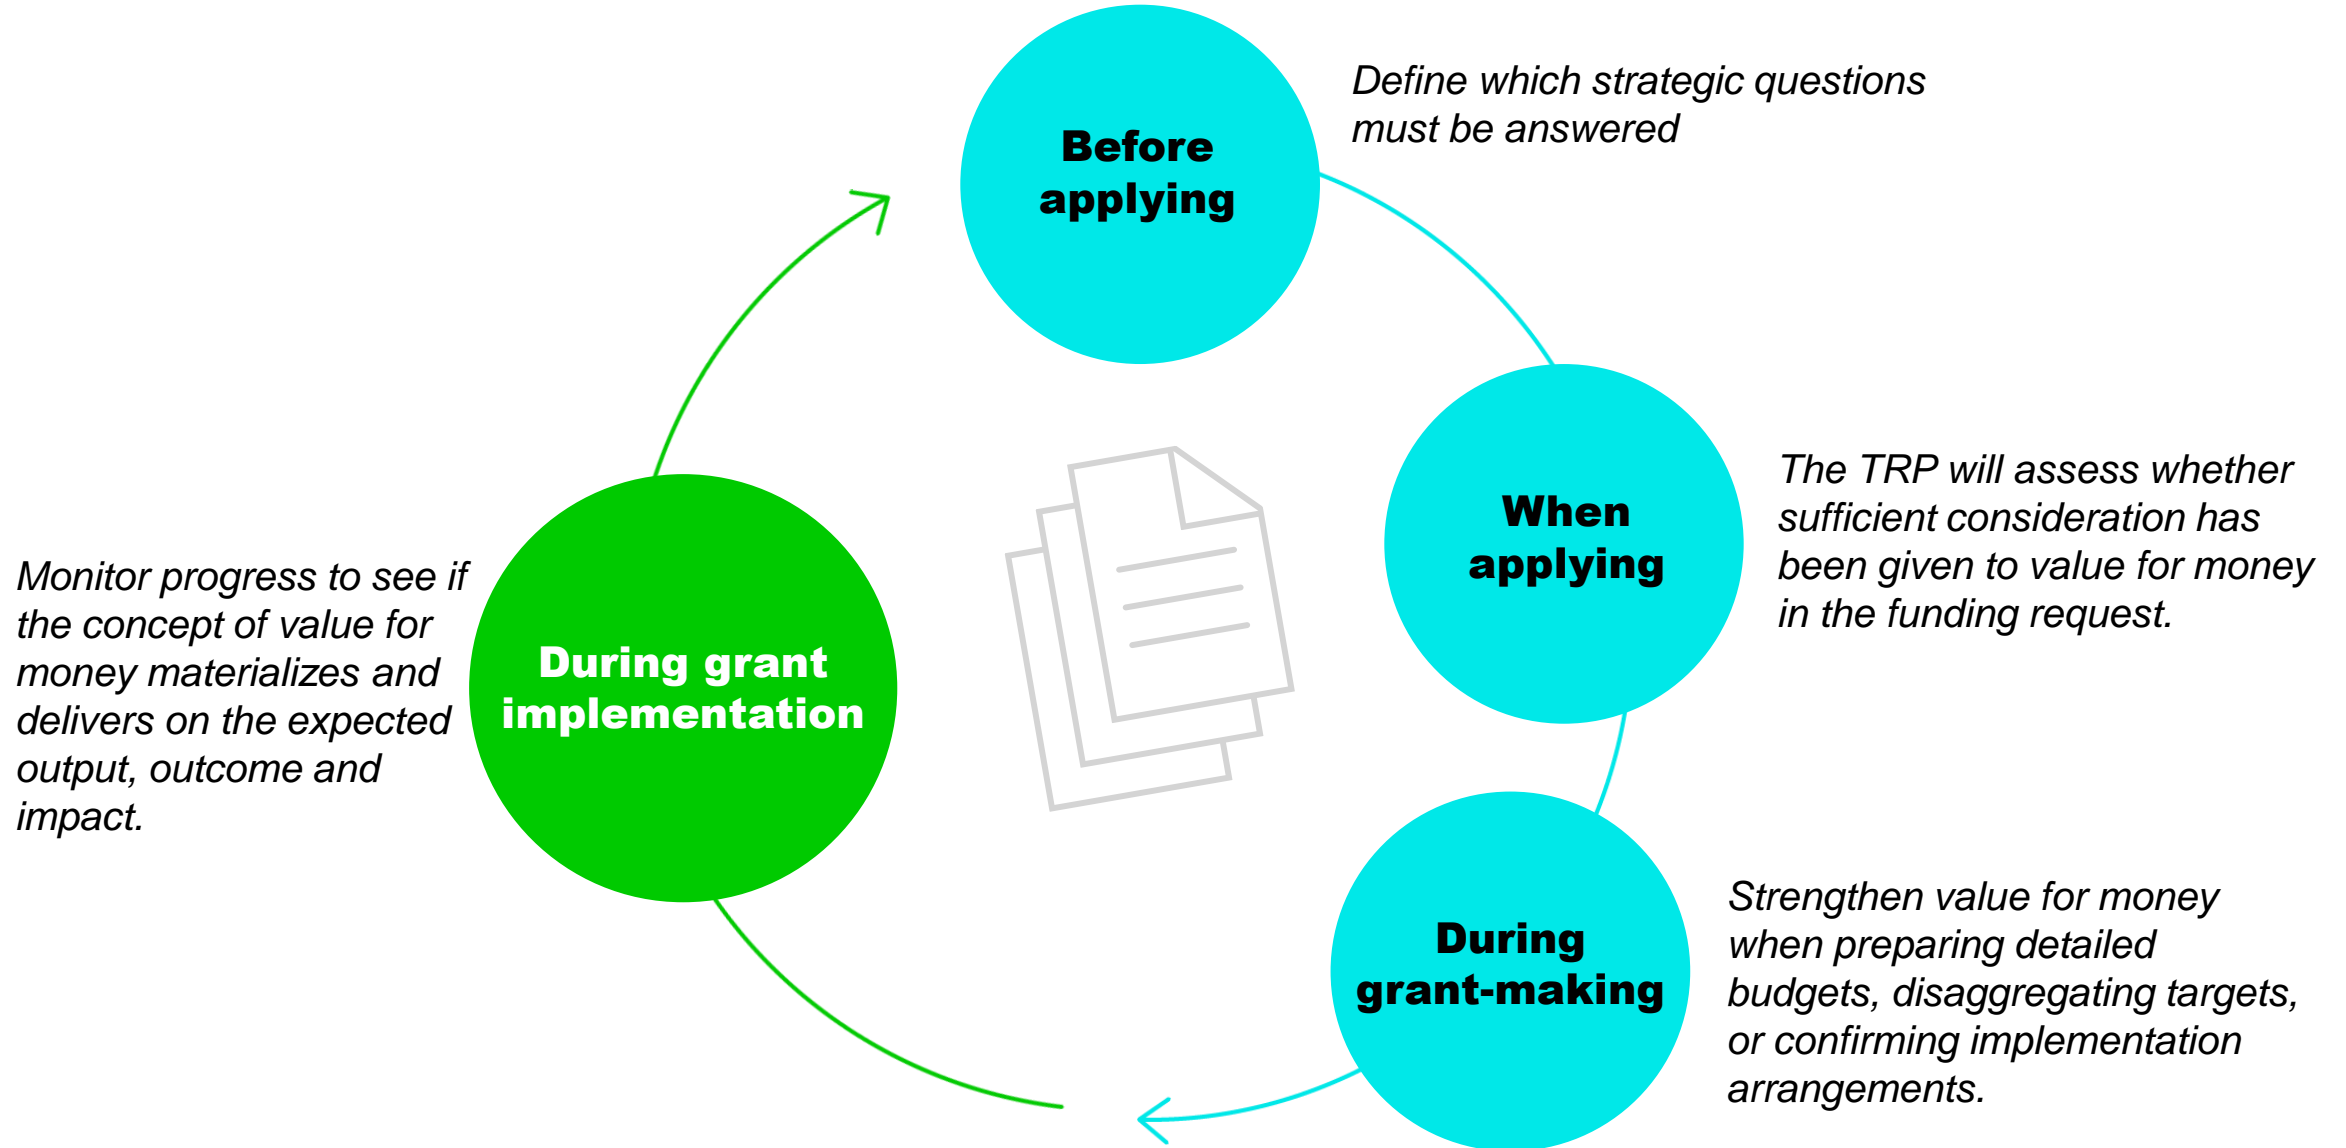 Before
applying
Define which strategic questions
must be answered
When
applying
The TRP will assess whether
sufficient consideration has
been given to value for money
in the funding request.
During
grant-making
Strengthen value for money
when preparing detailed
budgets, disaggregating targets,
or confirming implementation
arrangements.
During grant
implementation
Monitor progress to see if
the concept of value for
money materializes and
delivers on the expected
output, outcome and
impact.